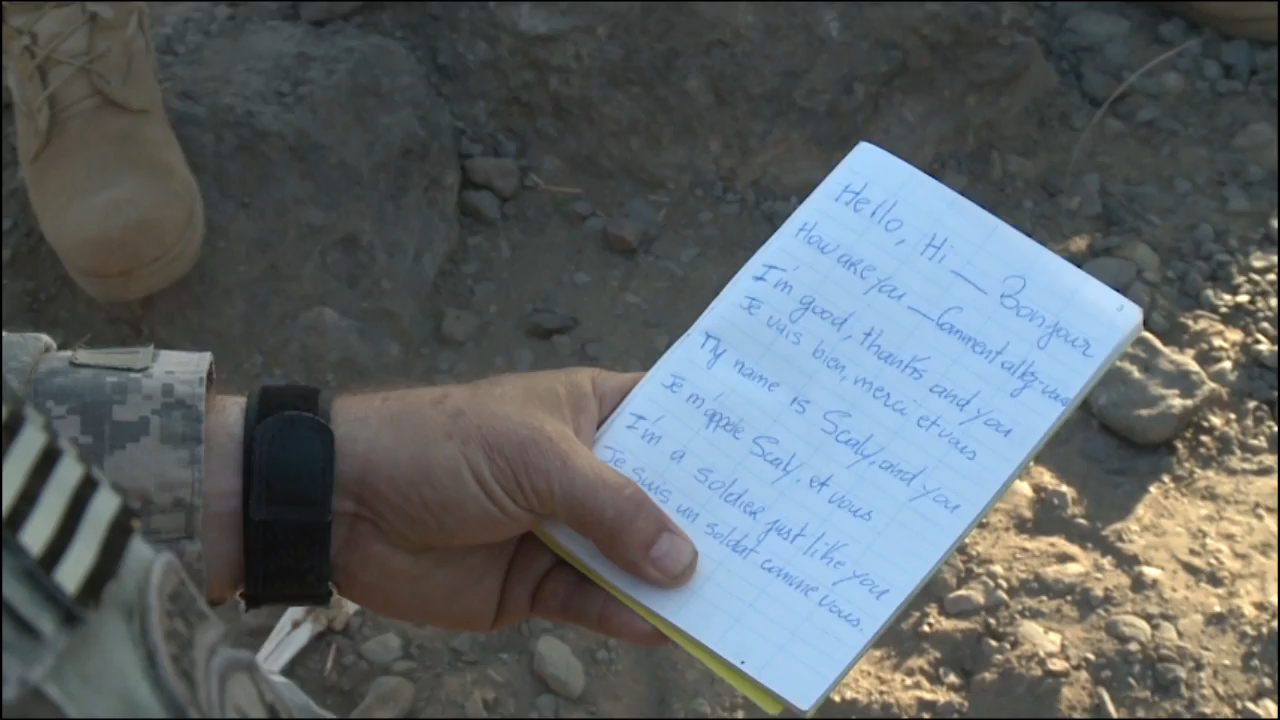 Hello, Hi — Bonjour
How are you — Comment allez-vous
I'm good, thanks and you
Je vais bien, merci et vous
My name is Scaly, and you
Je m'appele Scaly, et vous
I'm a soldier just like you
Je suis un soldat comme vous.